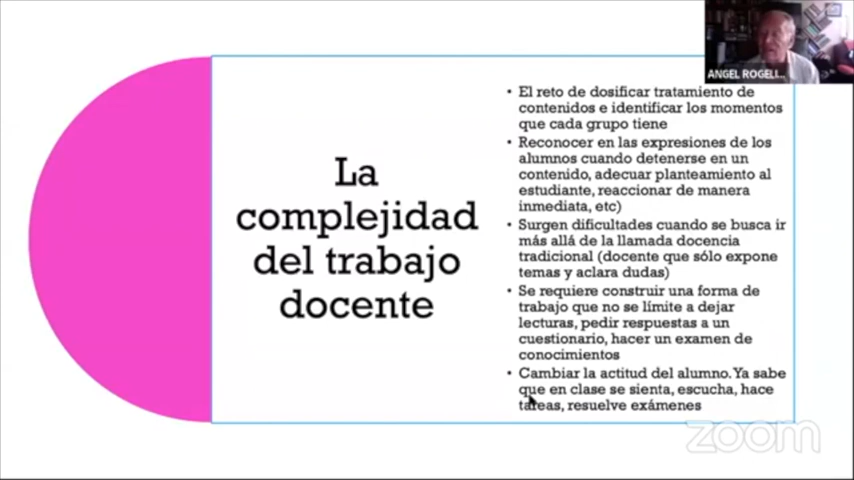 ANGEL ROGELI...
La
complejidad
del trabajo
docente
• El reto de dosificar tratamiento de
contenidos e identificar los momentos
que cada grupo tiene
• Reconocer en las expresiones de los
alumnos cuando detenerse en un
contenido, adecuar planteamiento al
estudiante, reaccionar de manera
inmediata, etc)
• Surgen dificultades cuando se busca ir
más allá de la llamada docencia
tradicional (docente que sólo expone
temas y aclara dudas)
• Se requiere construir una forma de
trabajo que no se límite a dejar
lecturas, pedir respuestas a un
cuestionario, hacer un examen de
conocimientos
• Cambiar la actitud del alumno. Ya sabe
que en clase se sienta, escucha, hace
tareas, resuelve exámenes
zoom